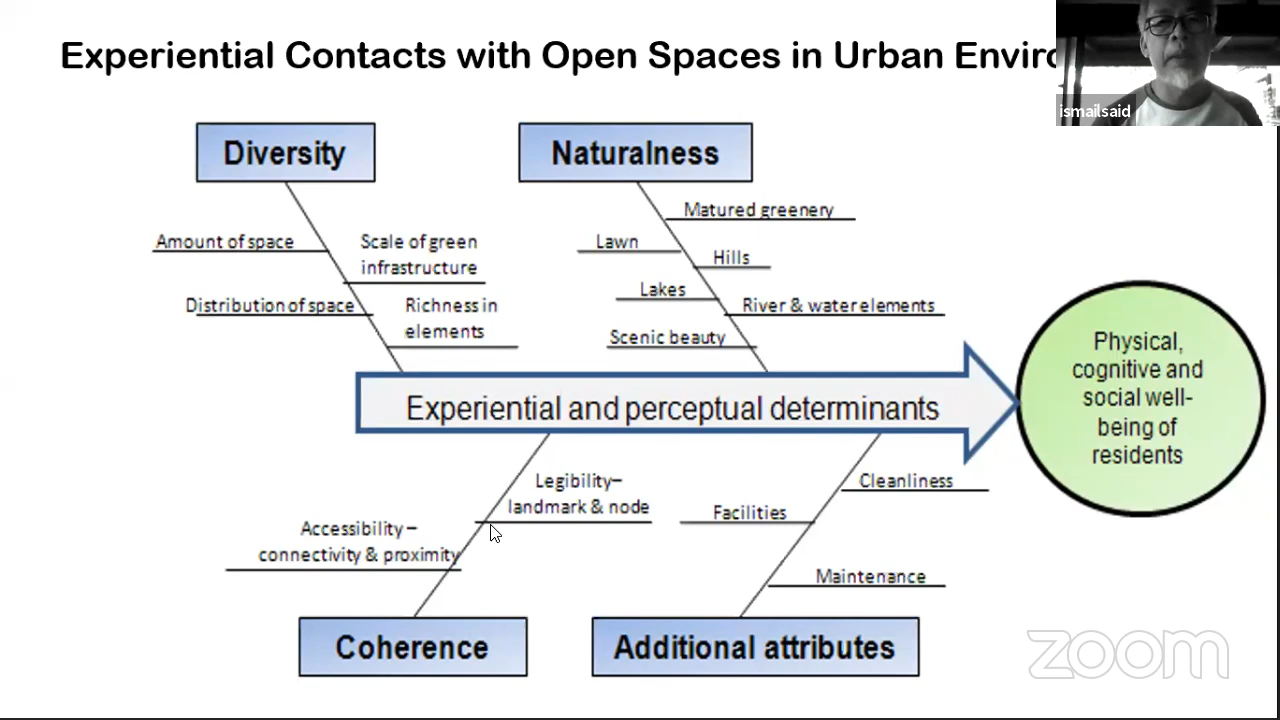 Experiential Contacts with Open Spaces in Urban
ismailsaid
Diversity
Naturalness
Amount of space
Scale of green
infrastructure
Distribution of space
Richness in
elements
Matured greenery
Lawn
Hills
Lakes
River & water elements
Scenic beauty
Experiential and perceptual determinants
Physical,
cognitive and
social well-
being of
residents
Legibility–
landmark & node
Accessibility –
connectivity & proximity
Cleanliness
Facilities
Maintenance
Coherence
Additional attributes
zoom